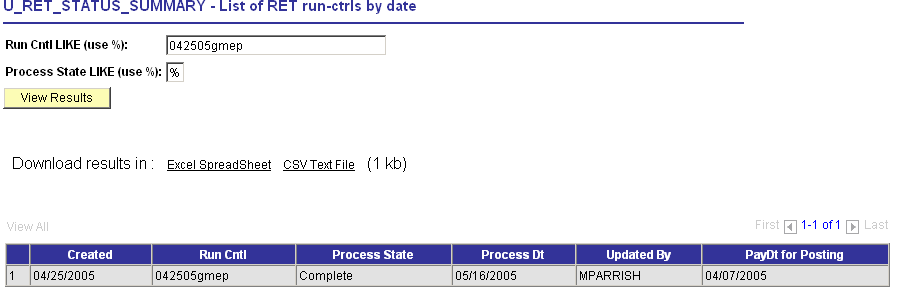 U_RET_STATUS_SUMMARY - List of RET run-ctrls by date
Run Cntl LIKE (use %): 042505gmep
Process State LIKE (use %): %
View Results
Download results in : Excel SpreadSheet CSV Text File (1 kb)
View All First 1-1 of 1 Last
Created Run Cntl Process State Process Dt Updated By PayDt for Posting
1 04/25/2005 042505gmep Complete 05/16/2005 MPARRISH 04/07/2005